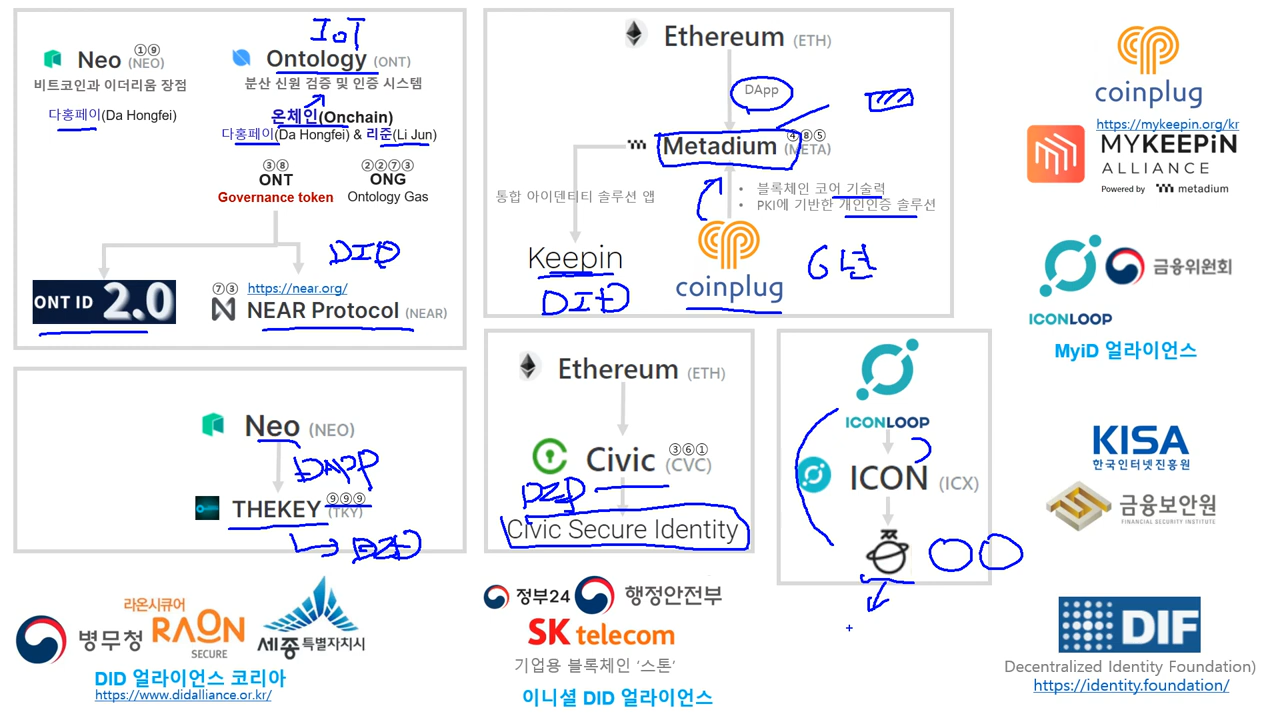 IoT
①⑨
Neo (NEO)
비트코인과 이더리움 장점
다홍페이(Da Hongfei)
Ontology (ONT)
분산 신원 검증 및 인증 시스템
온체인(Onchain)
다홍페이(Da Hongfei) & 리준(Li Jun)
③⑧
ONT
Governance token
②②⑦③
ONG
Ontology Gas
DID
ONT ID 2.0
⑦③ https://near.org/
NEAR Protocol (NEAR)
Ethereum (ETH)
DApp
④⑧⑤
Metadium (META)
통합 아이덴티티 솔루션 앱
• 블록체인 코어 기술력
• PKI에 기반한 개인인증 솔루션
Keepin
DID
coinplug
6년
coinplug
https://mykeepin.org/kr
MYKEEPiN
ALLIANCE
Powered by metadium
금융위원회
ICONLOOP
MyiD 얼라이언스
Neo (NEO)
DAPP
⑨⑨⑨
THEKEY (TKY)
DID
Ethereum (ETH)
③⑥①
Civic (CVC)
DID
Civic Secure Identity
ICONLOOP
ICON (ICX)
쯔
KISA
한국인터넷진흥원
금융보안원
FINANCIAL SECURITY INSTITUTE
병무청
라온시큐어
RAON
SECURE
세종특별자치시
DID 얼라이언스 코리아
https://www.didalliance.or.kr/
정부24 행정안전부
SK telecom
기업용 블록체인 ‘스톤’
이니셜 DID 얼라이언스
DIF
Decentralized Identity Foundation)
https://identity.foundation/